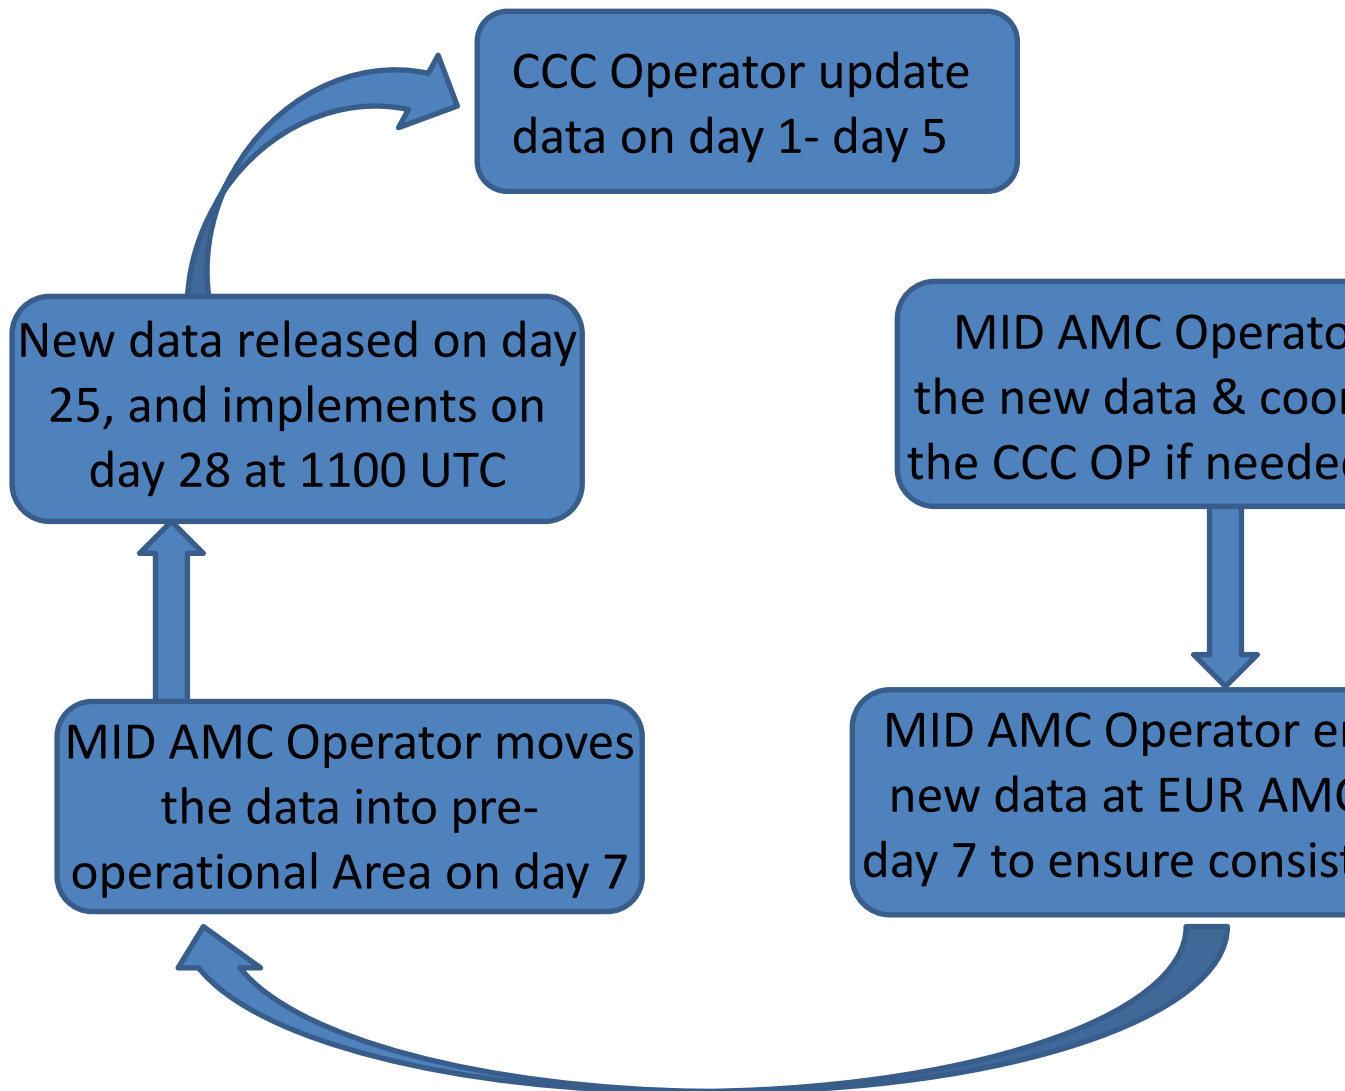 CCC Operator update
data on day 1- day 5
MID AMC Operato
the new data & coor
the CCC OP if neede
MID AMC Operator e
new data at EUR AM
day 7 to ensure consist
MID AMC Operator moves
the data into pre-
operational Area on day 7
New data released on day
25, and implements on
day 28 at 1100 UTC